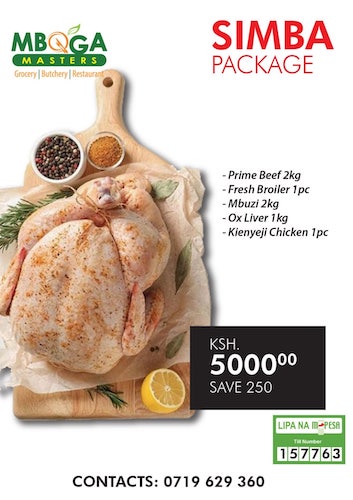 MBOGA
MASTERS
Grocery | Butchery | Restaurant
SIMBA
PACKAGE
- Prime Beef 2kg
- Fresh Broiler 1pc
- Mbuzi 2kg
- Ox Liver 1kg
- Kienyeji Chicken 1pc
KSH.
500000
SAVE 250
LIPA NA M-PESA
Till Number
157763
CONTACTS: 0719 629 360